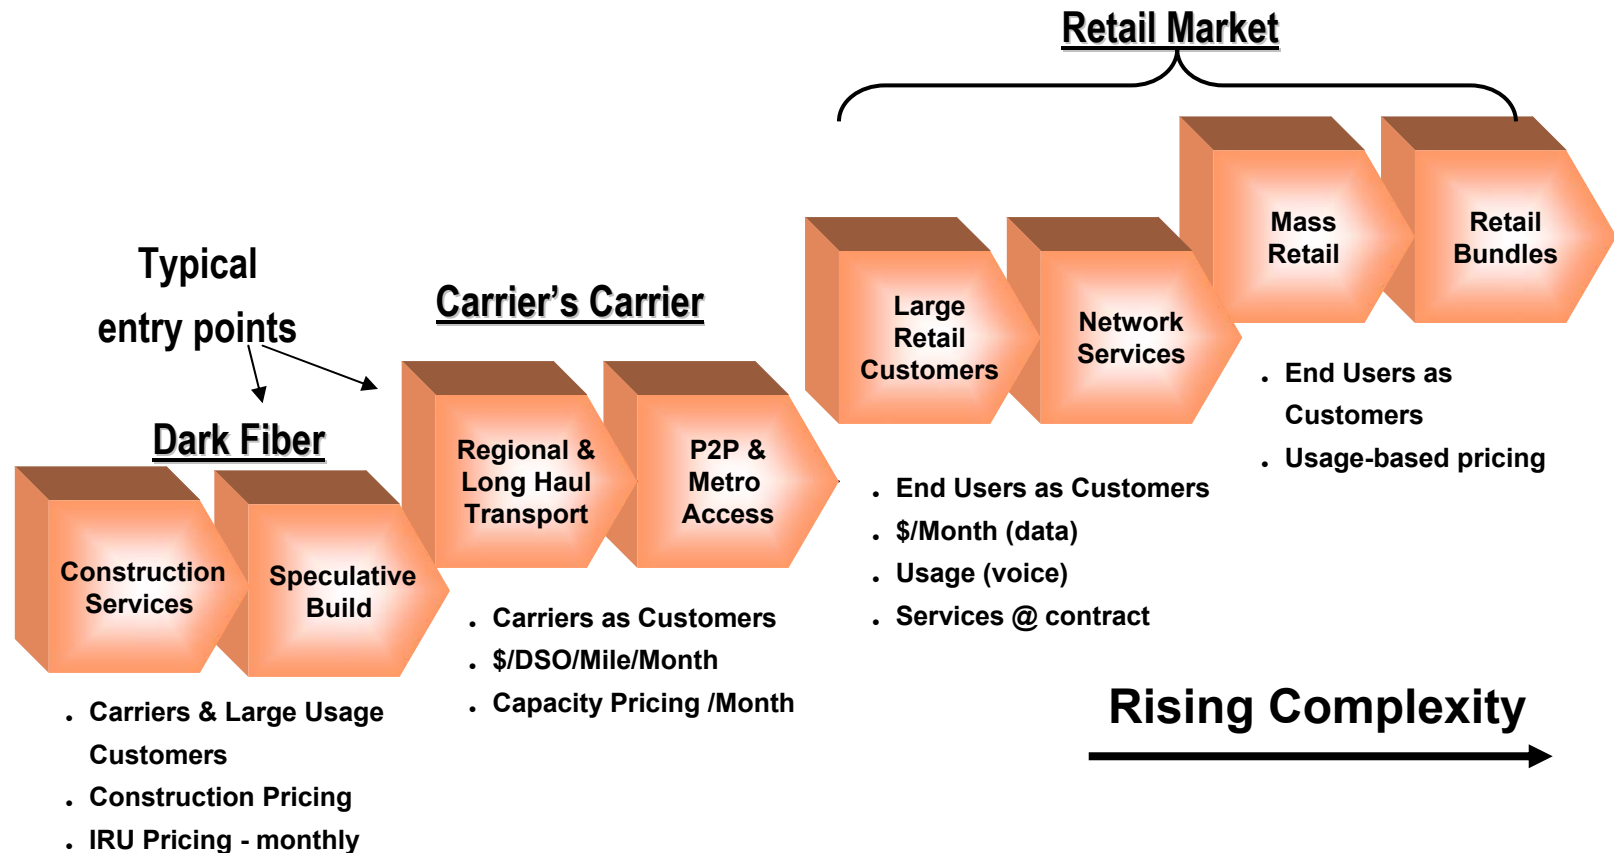 Retail Market
Mass
Retail
Retail
Bundles
Typical
entry points
Carrier’s Carrier
Large
Retail
Customers
Network
Services
. End Users as
Customers
. Usage-based pricing
Dark Fiber
Regional &
Long Haul
Transport
P2P &
Metro
Access
. End Users as Customers
. $/Month (data)
. Usage (voice)
. Services @ contract
Construction
Services
Speculative
Build
. Carriers as Customers
. $/DSO/Mile/Month
. Capacity Pricing /Month
Rising Complexity
. Carriers & Large Usage
Customers
. Construction Pricing
. IRU Pricing - monthly